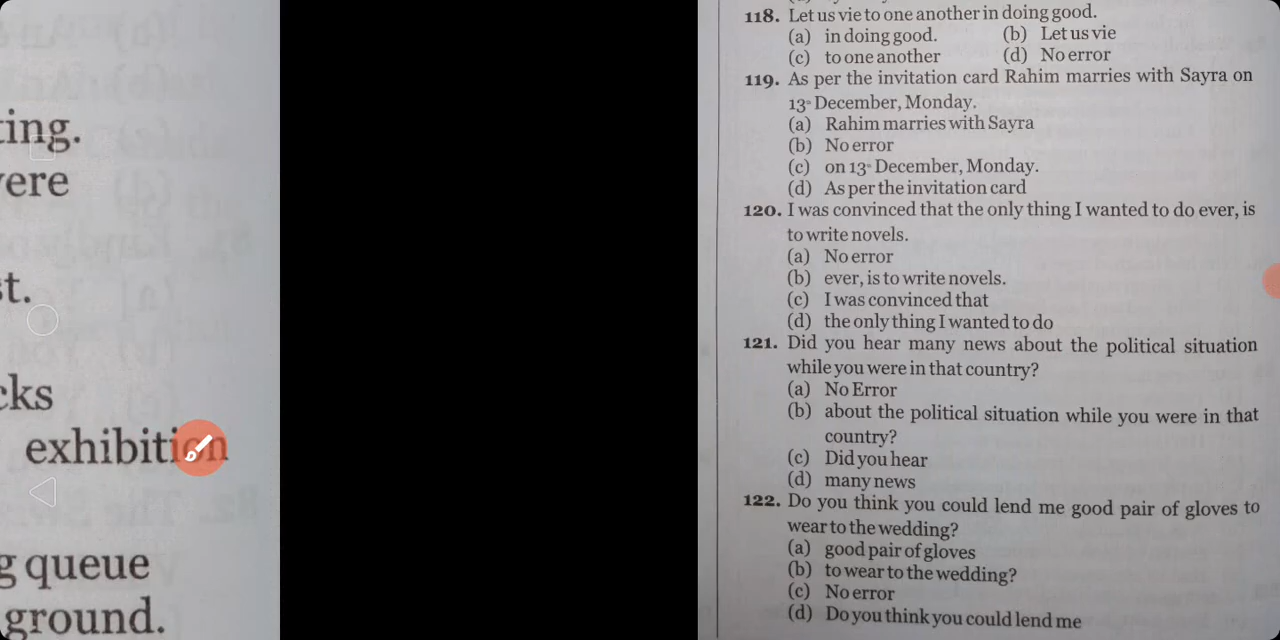 ting.
vere
st.
cks
exhibition
g queue
ground.
118. Let us vie to one another in doing good.
(a) in doing good. (b) Let us vie
(c) to one another (d) No error
119. As per the invitation card Rahim marries with Sayra on
13th December, Monday.
(a) Rahim marries with Sayra
(b) No error
(c) on 13th December, Monday.
(d) As per the invitation card
120. I was convinced that the only thing I wanted to do ever, is
to write novels.
(a) No error
(b) ever, is to write novels.
(c) I was convinced that
(d) the only thing I wanted to do
121. Did you hear many news about the political situation
while you were in that country?
(a) No Error
(b) about the political situation while you were in that
country?
(c) Did you hear
(d) many news
122. Do you think you could lend me good pair of gloves to
wear to the wedding?
(a) good pair of gloves
(b) to wear to the wedding?
(c) No error
(d) Do you think you could lend me